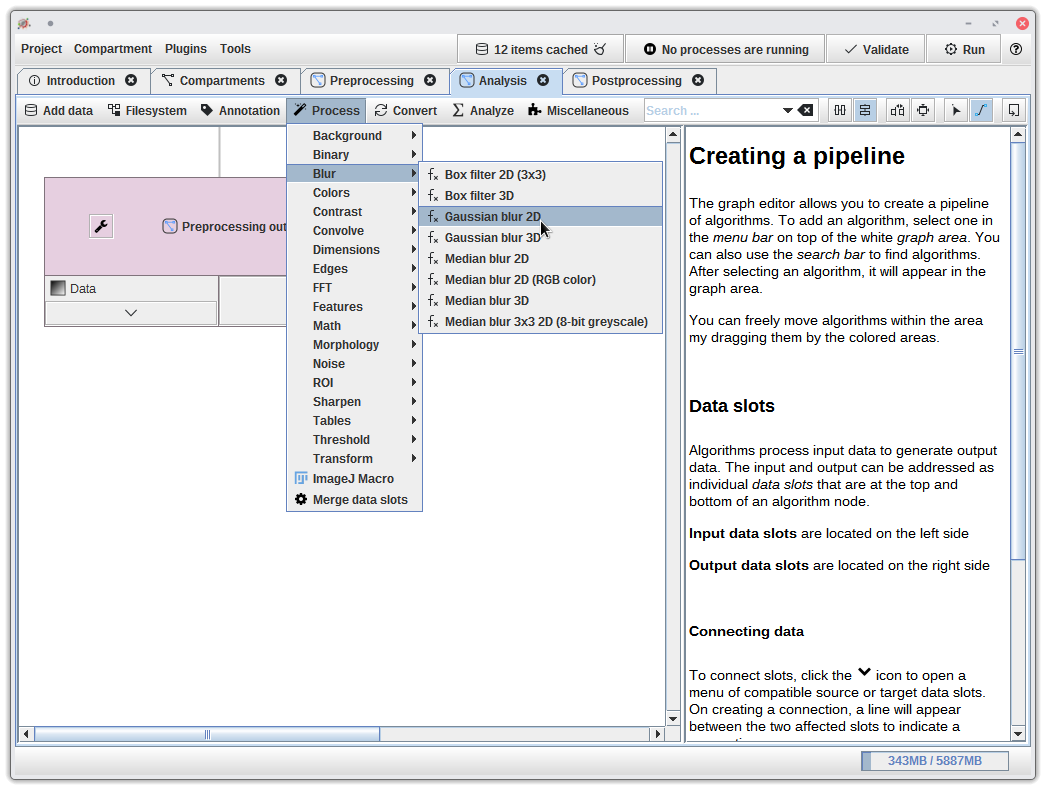 Project Compartment Plugins Tools
12 items cached
No processes are running
Validate
Run
Introduction
Compartments
Preprocessing
Analysis
Postprocessing
Add data
Filesystem
Annotation
Process
Convert
Analyze
Miscellaneous
Search ...
Background
Binary
Blur
Colors
Contrast
Convolve
Dimensions
Edges
FFT
Features
Math
Morphology
Noise
ROI
Sharpen
Tables
Threshold
Transform
ImageJ Macro
Merge data slots
Box filter 2D (3x3)
Box filter 3D
Gaussian blur 2D
Gaussian blur 3D
Median blur 2D
Median blur 2D (RGB color)
Median blur 3D
Median blur 3x3 2D (8-bit greyscale)
Preprocessing out
Data
Creating a pipeline
The graph editor allows you to create a pipeline
of algorithms. To add an algorithm, select one in
the menu bar on top of the white graph area. You
can also use the search bar to find algorithms.
After selecting an algorithm, it will appear in the
graph area.
You can freely move algorithms within the area
my dragging them by the colored areas.
Data slots
Algorithms process input data to generate output
data. The input and output can be addressed as
individual data slots that are at the top and
bottom of an algorithm node.
Input data slots are located on the left side
Output data slots are located on the right side
Connecting data
To connect slots, click the icon to open a
menu of compatible source or target data slots.
On creating a connection, a line will appear
between the two affected slots to indicate a
343MB / 5887MB